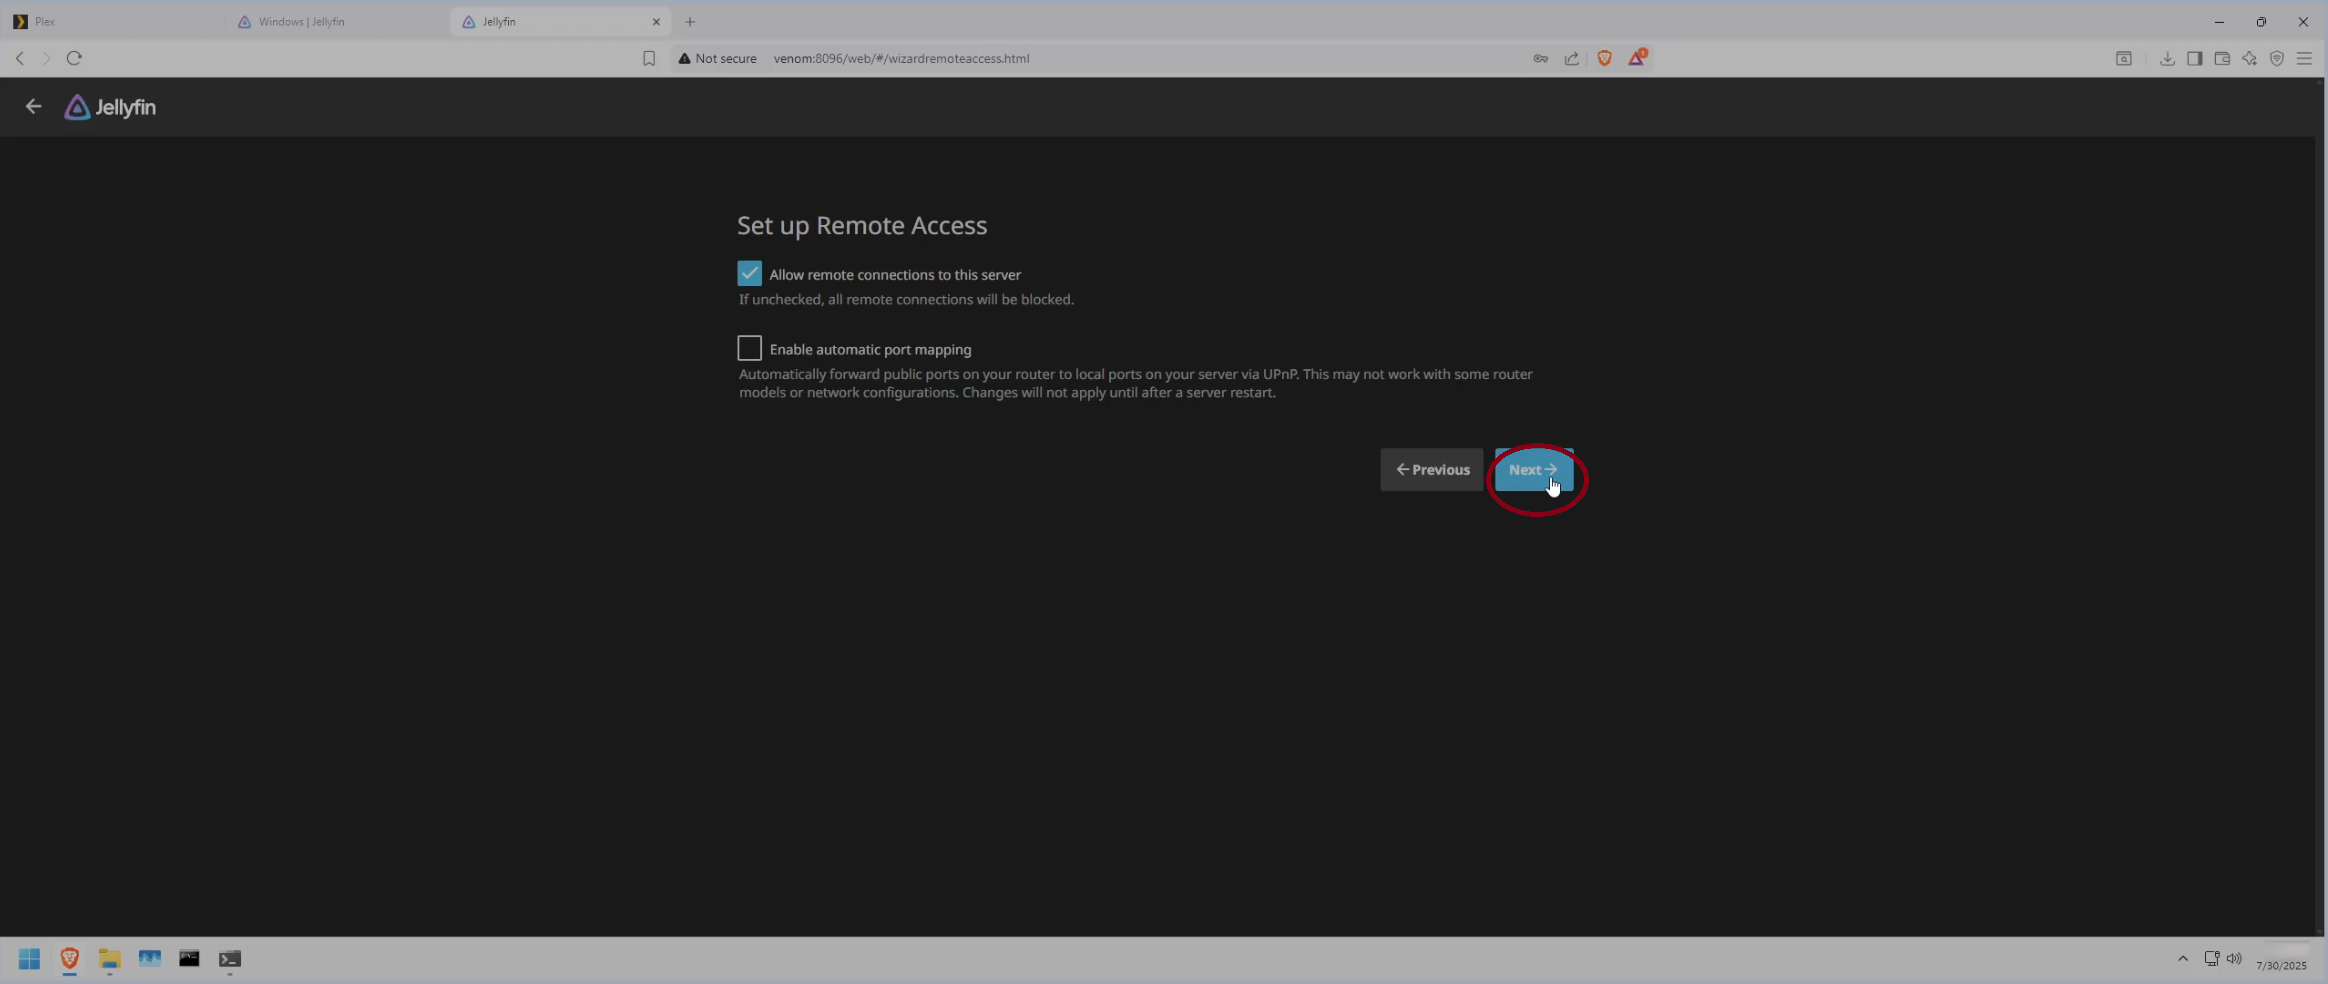 Plex
Windows | Jellyfin
Jellyfin
Not secure
venom:8096/web/#/wizardremoteaccess.html
1
Jellyfin
Set up Remote Access
Allow remote connections to this server
If unchecked, all remote connections will be blocked.
Enable automatic port mapping
Automatically forward public ports on your router to local ports on your server via UPnP. This may not work with some router
models or network configurations. Changes will not apply until after a server restart.
Previous
Next
7/30/2025